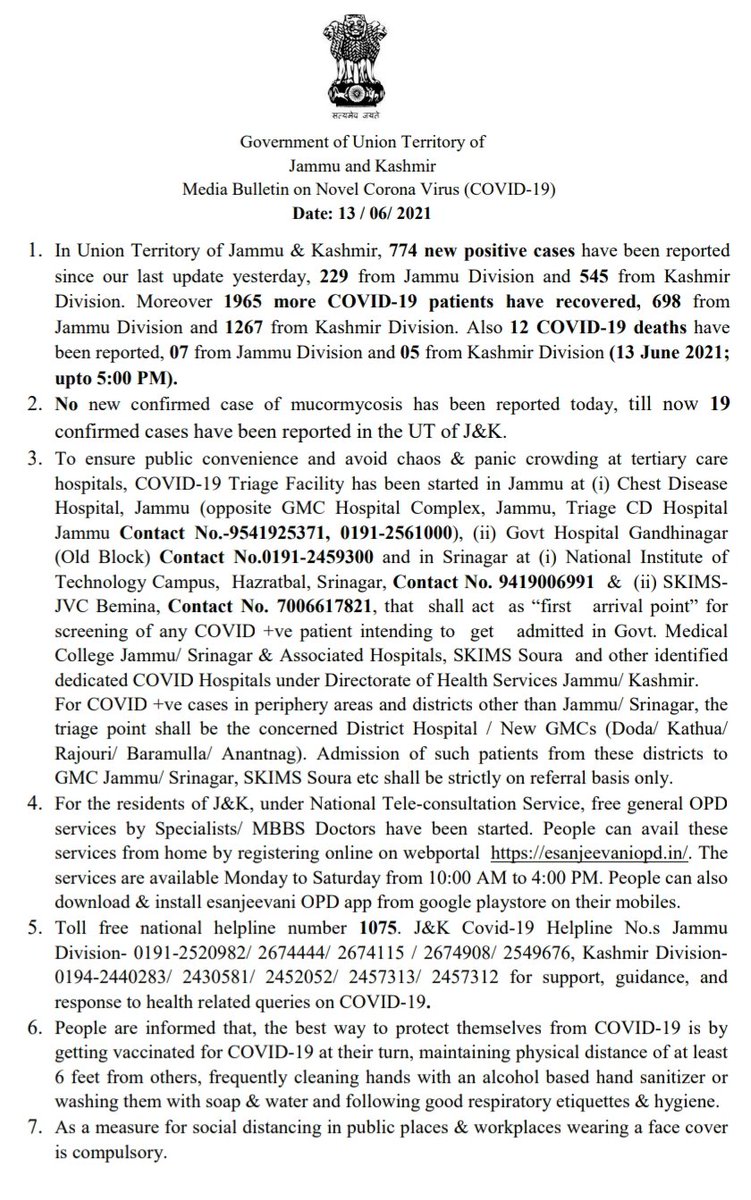 सत्यमेव जयते
Government of Union Territory of
Jammu and Kashmir
Media Bulletin on Novel Corona Virus (COVID-19)
Date: 13 / 06/ 2021
1. In Union Territory of Jammu & Kashmir, 774 new positive cases have been reported
since our last update yesterday, 229 from Jammu Division and 545 from Kashmir
Division. Moreover 1965 more COVID-19 patients have recovered, 698 from
Jammu Division and 1267 from Kashmir Division. Also 12 COVID-19 deaths have
been reported, 07 from Jammu Division and 05 from Kashmir Division (13 June 2021;
upto 5:00 PM).
2. No new confirmed case of mucormycosis has been reported today, till now 19
confirmed cases have been reported in the UT of J&K.
3. To ensure public convenience and avoid chaos & panic crowding at tertiary care
hospitals, COVID-19 Triage Facility has been started in Jammu at (i) Chest Disease
Hospital, Jammu (opposite GMC Hospital Complex, Jammu, Triage CD Hospital
Jammu Contact No.-9541925371, 0191-2561000), (ii) Govt Hospital Gandhinagar
(Old Block) Contact No.0191-2459300 and in Srinagar at (i) National Institute of
Technology Campus, Hazratbal, Srinagar, Contact No. 9419006991 & (ii) SKIMS-
JVC Bemina, Contact No. 7006617821, that shall act as “first arrival point” for
screening of any COVID +ve patient intending to get admitted in Govt. Medical
College Jammu/ Srinagar & Associated Hospitals, SKIMS Soura and other identified
dedicated COVID Hospitals under Directorate of Health Services Jammu/ Kashmir.
For COVID +ve cases in periphery areas and districts other than Jammu/ Srinagar, the
triage point shall be the concerned District Hospital / New GMCs (Doda/ Kathua/
Rajouri/ Baramulla/ Anantnag). Admission of such patients from these districts to
GMC Jammu/ Srinagar, SKIMS Soura etc shall be strictly on referral basis only.
4. For the residents of J&K, under National Tele-consultation Service, free general OPD
services by Specialists/ MBBS Doctors have been started. People can avail these
services from home by registering online on webportal https://esanjeevaniopd.in/. The
services are available Monday to Saturday from 10:00 AM to 4:00 PM. People can also
download & install esanjeevani OPD app from google playstore on their mobiles.
5. Toll free national helpline number 1075. J&K Covid-19 Helpline No.s Jammu
Division- 0191-2520982/ 2674444/ 2674115 / 2674908/ 2549676, Kashmir Division-
0194-2440283/ 2430581/ 2452052/ 2457313/ 2457312 for support, guidance, and
response to health related queries on COVID-19.
6. People are informed that, the best way to protect themselves from COVID-19 is by
getting vaccinated for COVID-19 at their turn, maintaining physical distance of at least
6 feet from others, frequently cleaning hands with an alcohol based hand sanitizer or
washing them with soap & water and following good respiratory etiquettes & hygiene.
7. As a measure for social distancing in public places & workplaces wearing a face cover
is compulsory.